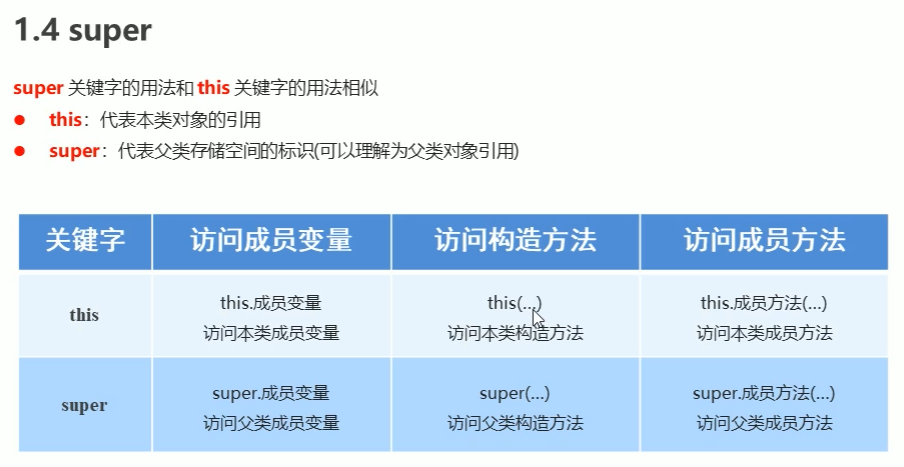 1.4 super
super 关键字的用法和 this 关键字的用法相似
● this：代表本类对象的引用
● super：代表父类存储空间的标识(可以理解为父类对象引用)
关键字 访问成员变量 访问构造方法 访问成员方法
this.成员变量 this(…) this.成员方法(…)
this
访问本类成员变量 访问本类构造方法 访问本类成员方法
super.成员变量 super(…) super.成员方法(…)
super
访问父类成员变量 访问父类构造方法 访问父类成员方法